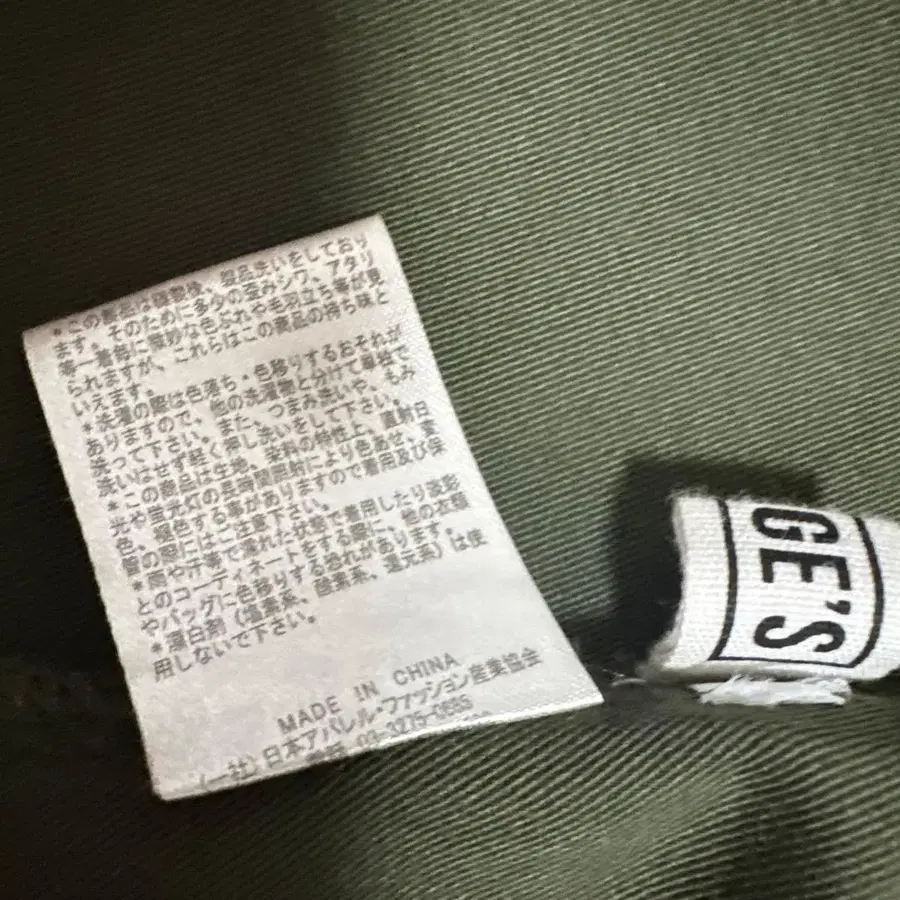 *この製品は縫製後、製品洗いをしており
ます。そのために多少の歪みシワ、アタリ
等一着毎に微妙な色ぶれや毛羽立ち等が見
られますが、これらはこの商品の持ち味と
いえます。
*洗濯の際は色落ち・色移りするおそれが
ありますので、他の洗濯物と分けて単独で
洗って下さい。また、つまみ洗いや、もみ
洗いはせず軽く押し洗いをして下さい。
*この商品は生地、染料の特性上、直射日
光や蛍光灯の長時間照射により色あせ、変
色、褪色する事がありますので着用及び保
管の際にはご注意下さい。
*雨や汗等で濡れた状態で着用したり淡彩
とのコーディネートをする際に、他の衣類
やバッグに色移りする恐れがあります。
*漂白剤（塩素系、酸素系、還元系）は使
用しないで下さい。
MADE IN CHINA
（一社）日本アパレル・ファッション産業協会
03-3275-0685
GE'S